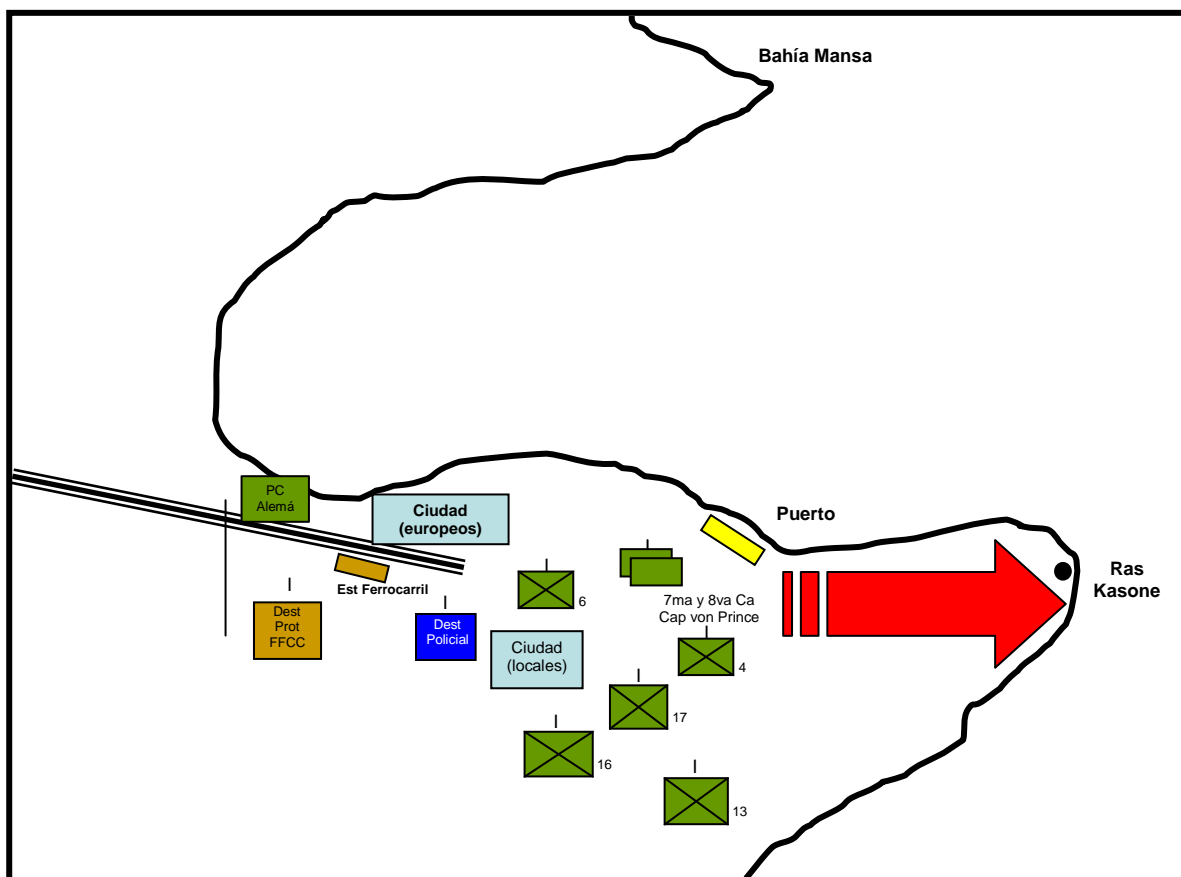 Bahía Mansa
PC
Alemá
Ciudad
(europeos)
Puerto
Ras
Kasone
Est Ferrocarril
6
7ma y 8va Ca
Cap von Prince
Dest
Prot
FFCC
Dest
Policial
Ciudad
(locales)
4
17
16
13